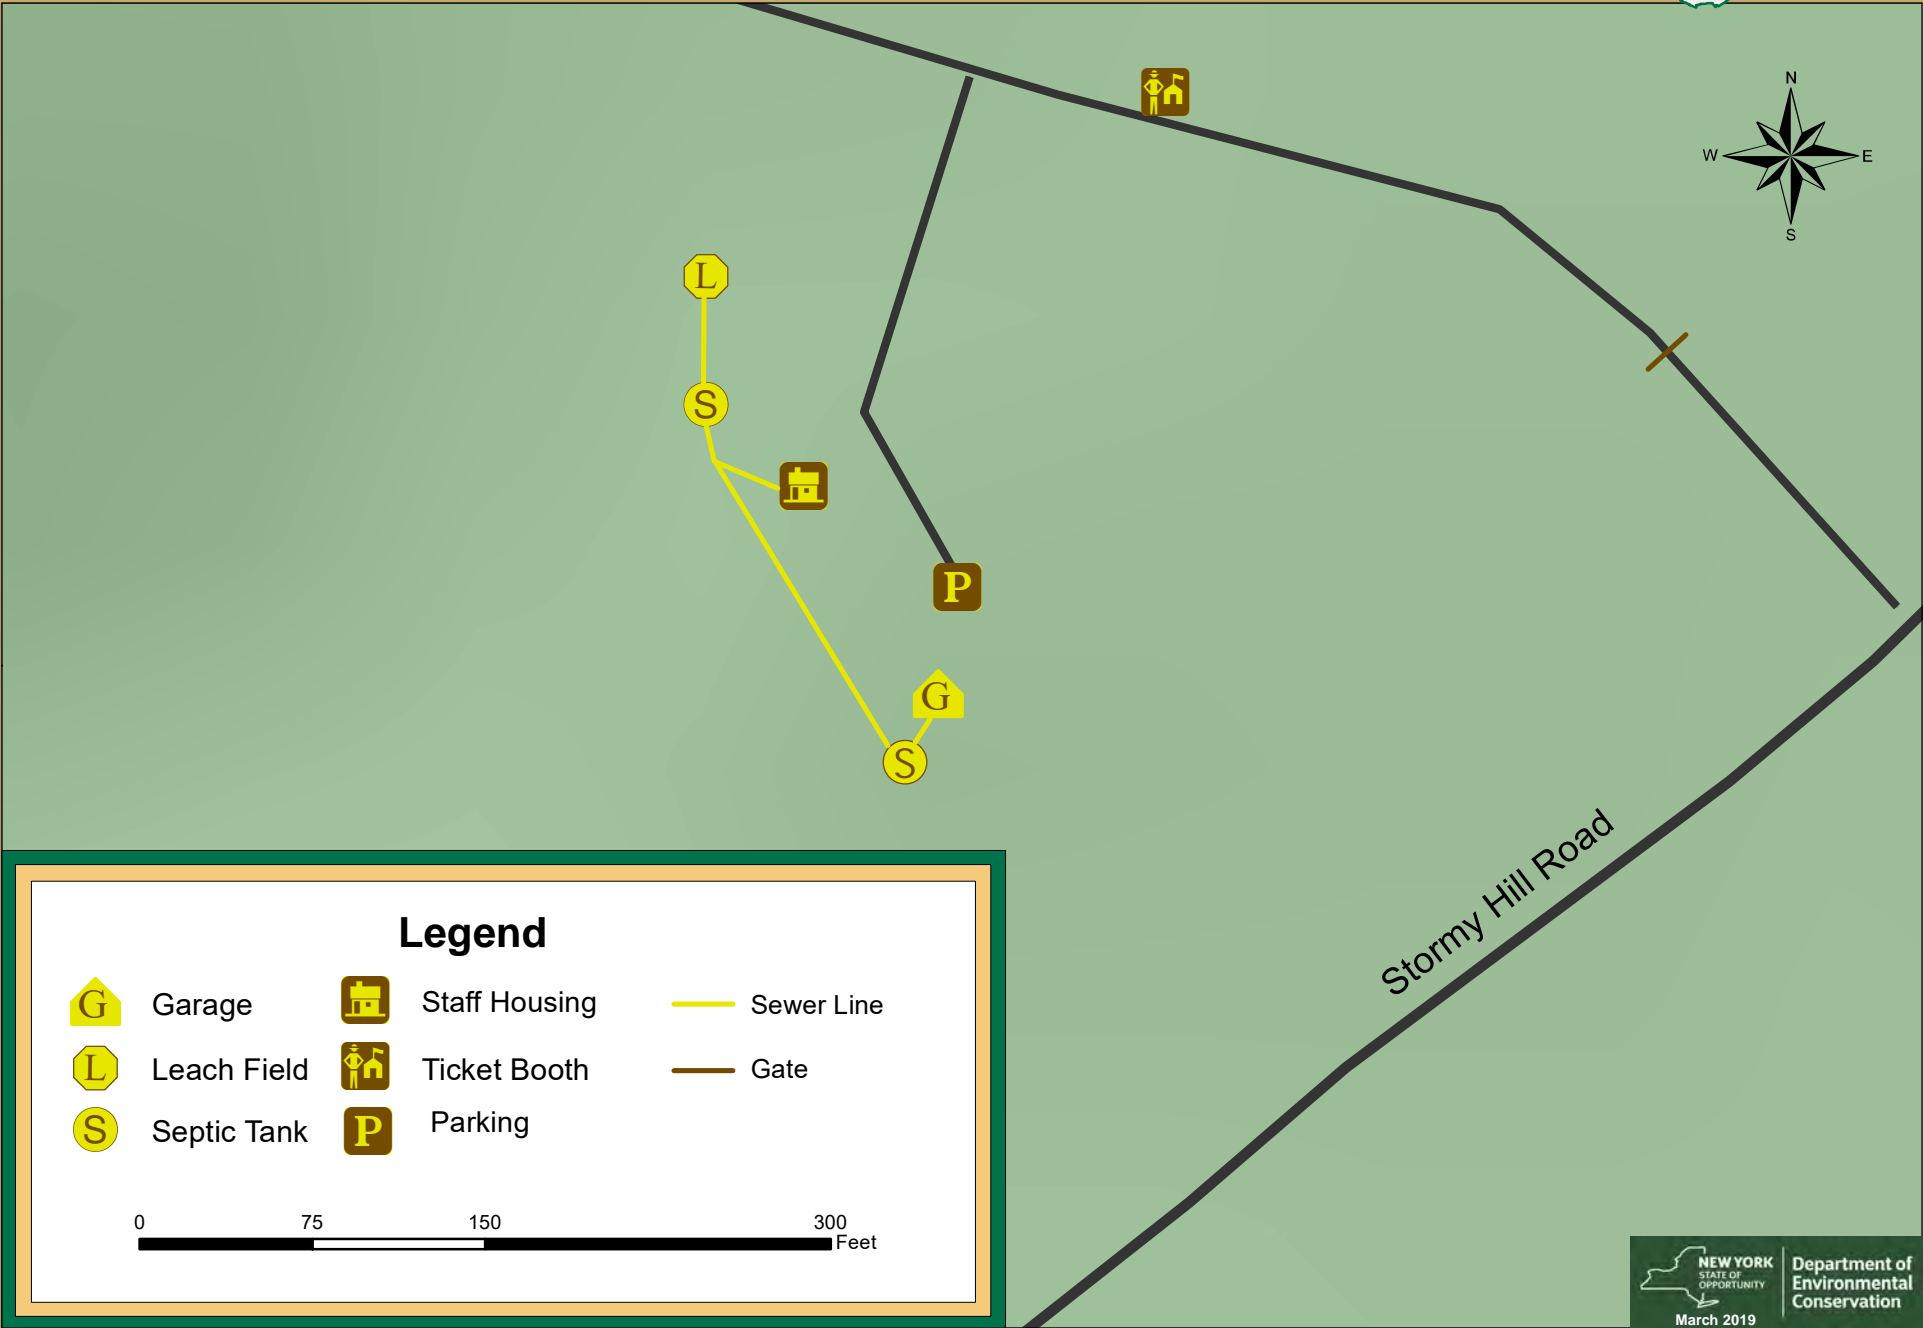 N
W E
S
L
S
P
G
S
Stormy Hill Road
Legend
G Garage
Staff Housing
Sewer Line
L Leach Field
Ticket Booth
Gate
S Septic Tank
P Parking
0 75 150 300
Feet
NEW YORK
STATE OF
OPPORTUNITY
Department of
Environmental
Conservation
March 2019